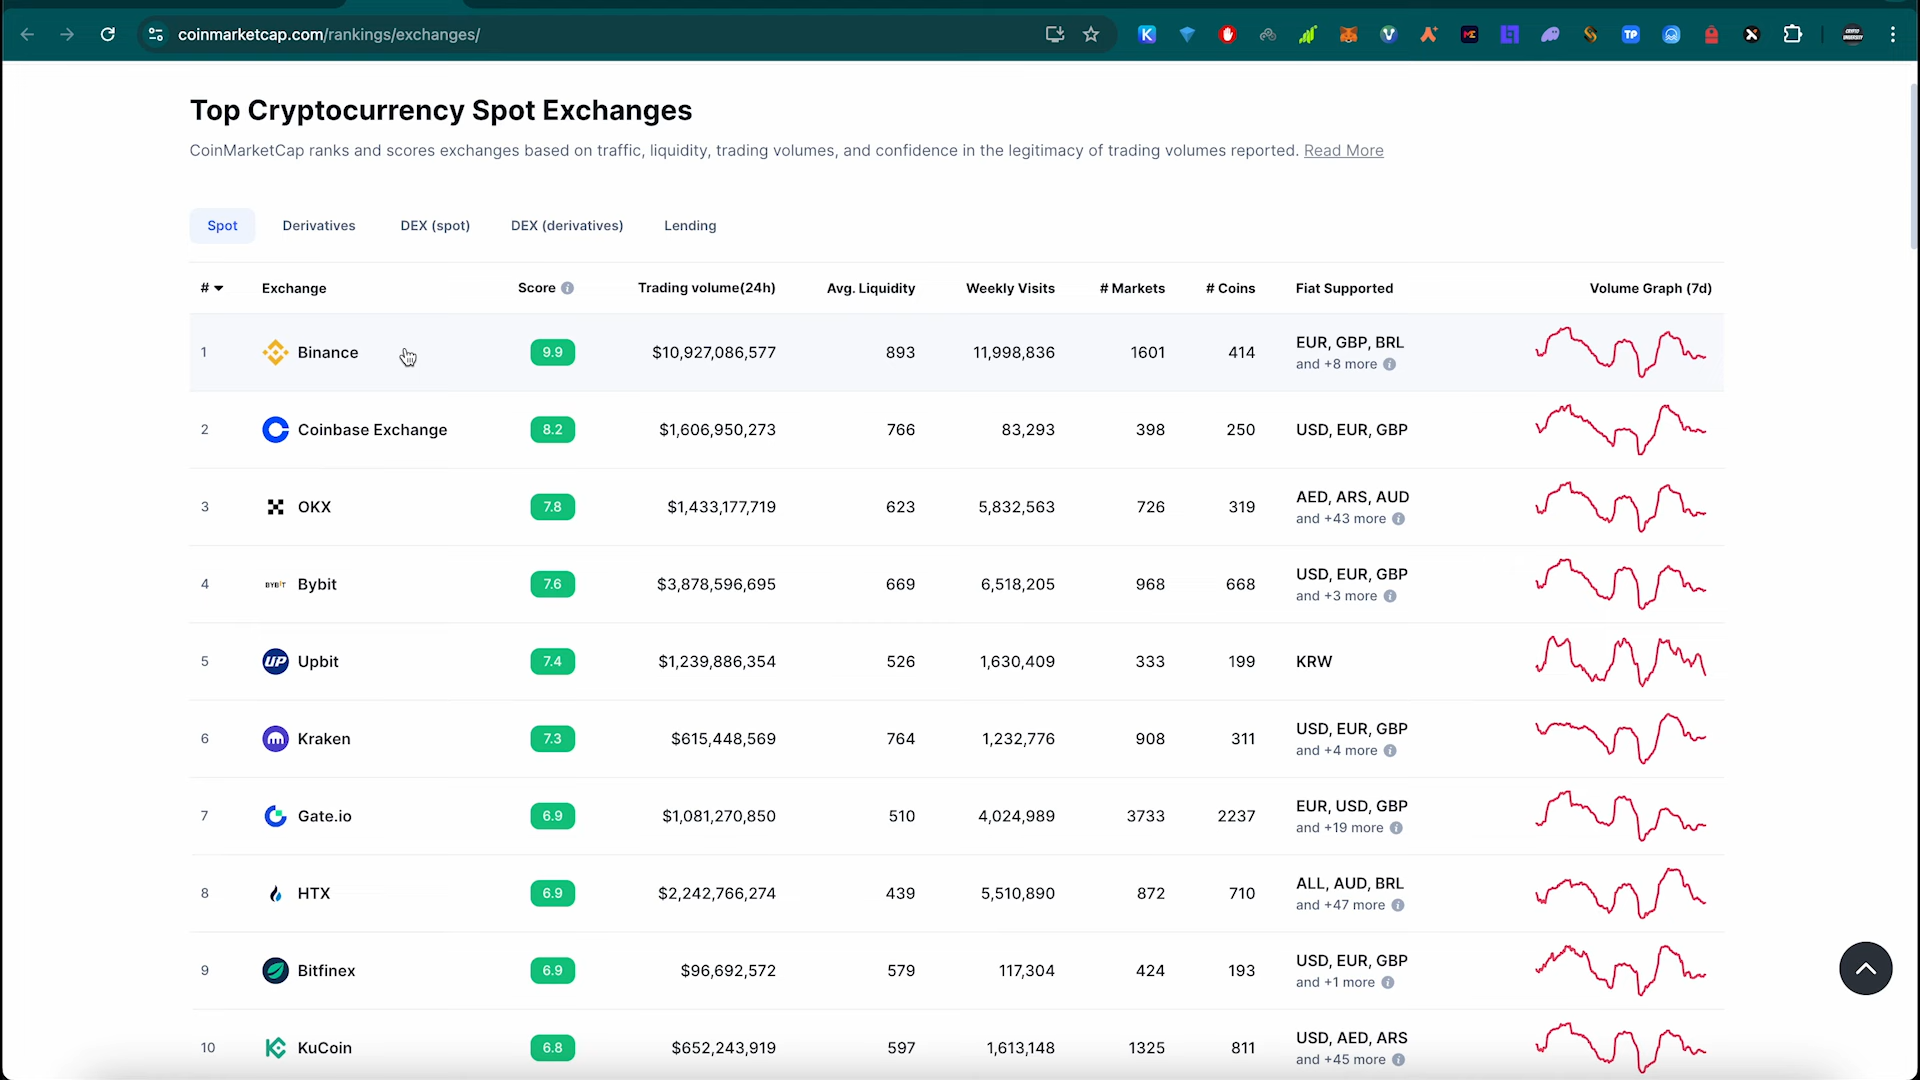 coinmarketcap.com/rankings/exchanges/
Top Cryptocurrency Spot Exchanges
CoinMarketCap ranks and scores exchanges based on traffic, liquidity, trading volumes, and confidence in the legitimacy of trading volumes reported. Read More
Spot Derivatives DEX (spot) DEX (derivatives) Lending
# Exchange Score Trading volume(24h) Avg. Liquidity Weekly Visits # Markets # Coins Fiat Supported Volume Graph (7d)
1 Binance 9.9 $10,927,086,577 893 11,998,836 1601 414 EUR, GBP, BRL
and +8 more
2 Coinbase Exchange 8.2 $1,606,950,273 766 83,293 398 250 USD, EUR, GBP
3 OKX 7.8 $1,433,177,719 623 5,832,563 726 319 AED, ARS, AUD
and +43 more
4 BYBIT Bybit 7.6 $3,878,596,695 669 6,518,205 968 668 USD, EUR, GBP
and +3 more
5 UP Upbit 7.4 $1,239,886,354 526 1,630,409 333 199 KRW
6 Kraken 7.3 $615,448,569 764 1,232,776 908 311 USD, EUR, GBP
and +4 more
7 Gate.io 6.9 $1,081,270,850 510 4,024,989 3733 2237 EUR, USD, GBP
and +19 more
8 HTX 6.9 $2,242,766,274 439 5,510,890 872 710 ALL, AUD, BRL
and +47 more
9 Bitfinex 6.9 $96,692,572 579 117,304 424 193 USD, EUR, GBP
and +1 more
10 KuCoin 6.8 $652,243,919 597 1,613,148 1325 811 USD, AED, ARS
and +45 more